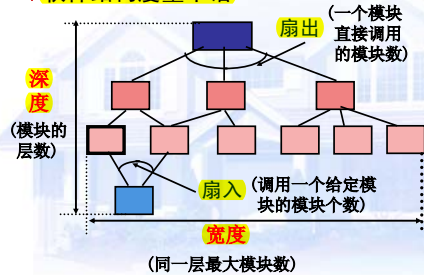 扇出
(一个模块
直接调用
的模块数)
深
度
(模块的
层数)
扇入
(调用一个给定模
块的模块个数)
宽度
(同一层最大模块数)